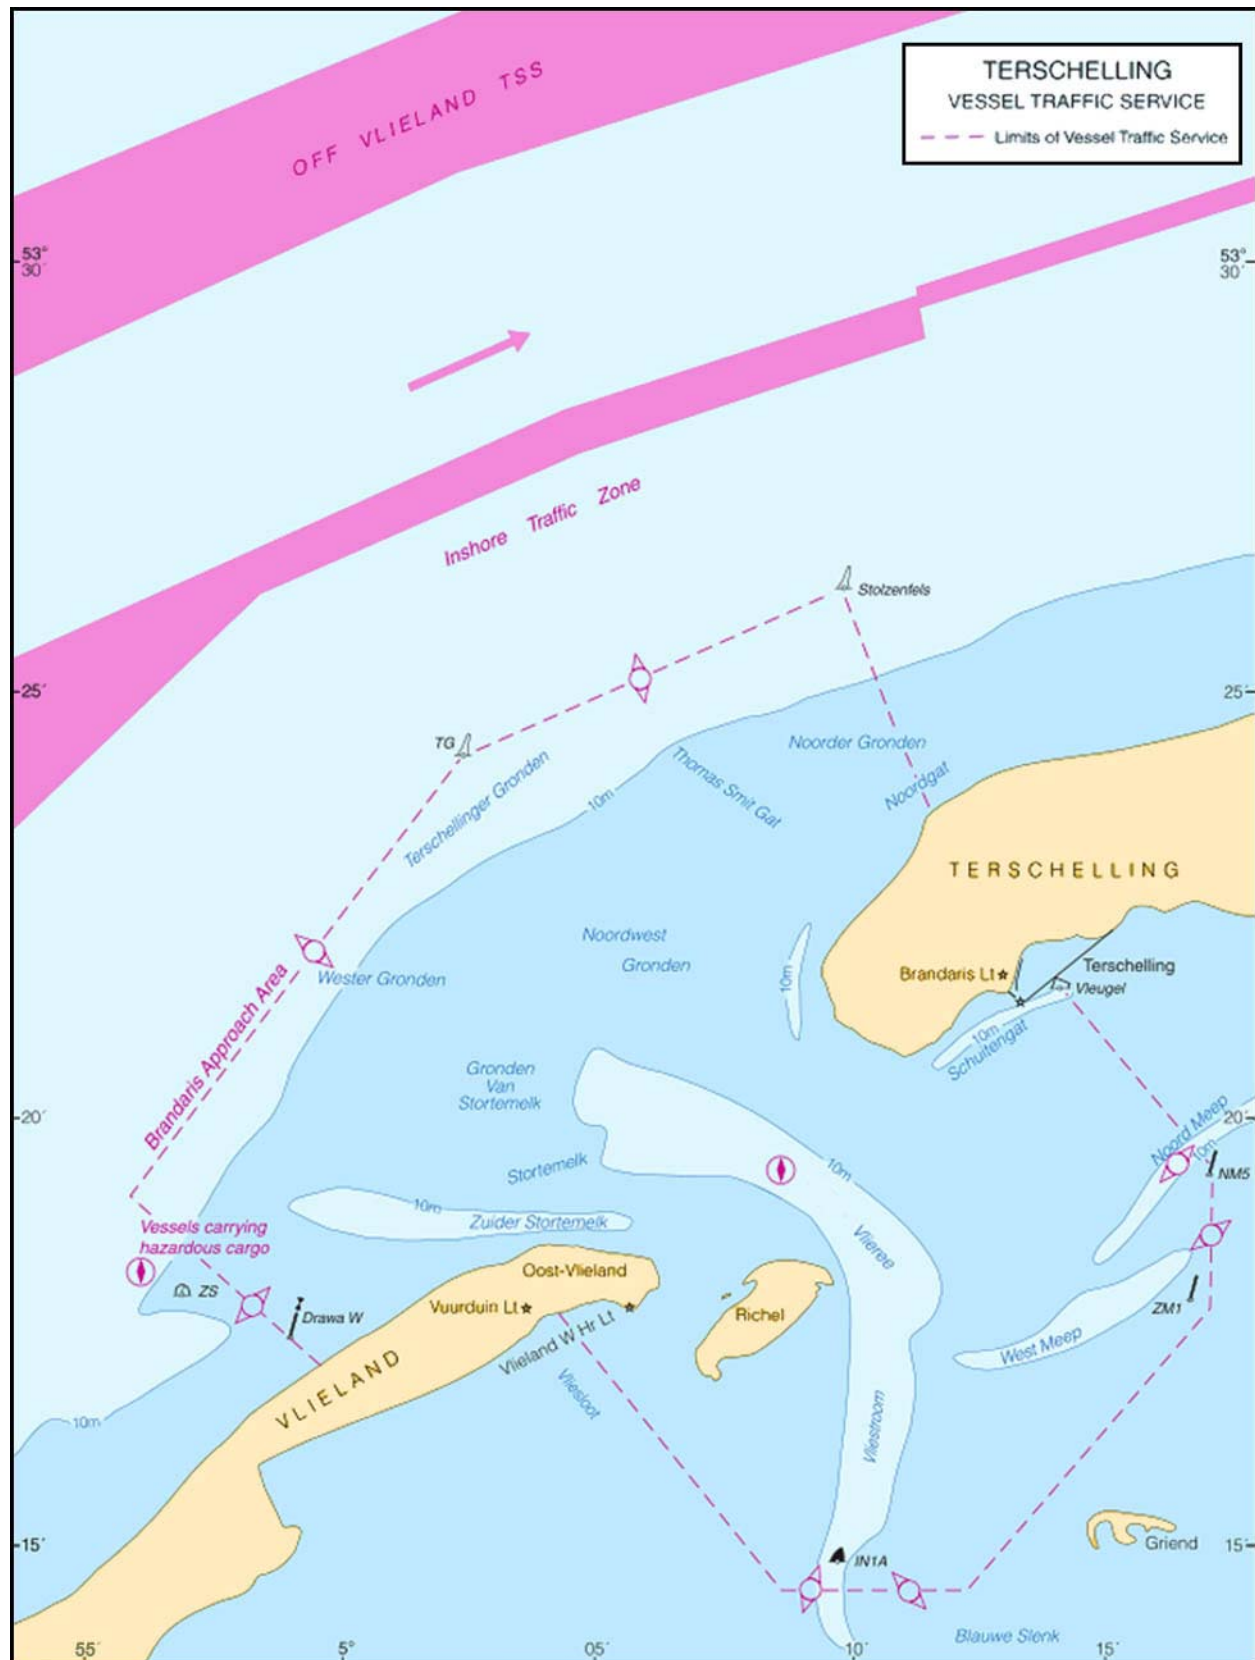 OFF VLIELAND TSS
TERSCHELLING
VESSEL TRAFFIC SERVICE
Limits of Vessel Traffic Service
53°
30´
53°
30´
Inshore Traffic Zone
Stolzenfels
25´
25´
TG
Noorder Gronden
Terschellinger Gronden
Thomas Smit Gat
Noordgat
10m
TERSCHELLING
Noordwest
Gronden
Wester Gronden
10m
Brandaris Lt
Terschelling
Vleugel
10m
Schuitengat
Brandaris Approach Area
Gronden
Van
Stortemelk
20´
20´
Noord Meep
10m
Stortemelk
10m
NM5
10m
Zuider Stortemelk
Vessels carrying
hazardous cargo
Vlieree
Oost-Vlieland
ZS
Drawa W
Vuurduin Lt
Vlieland W Hr Lt
Richel
ZM1
West Meep
VLIELAND
Vliesloot
10m
Vliestroom
15´
15´
Griend
IN1A
Blauwe Slenk
55´
5°
05´
10´
15´